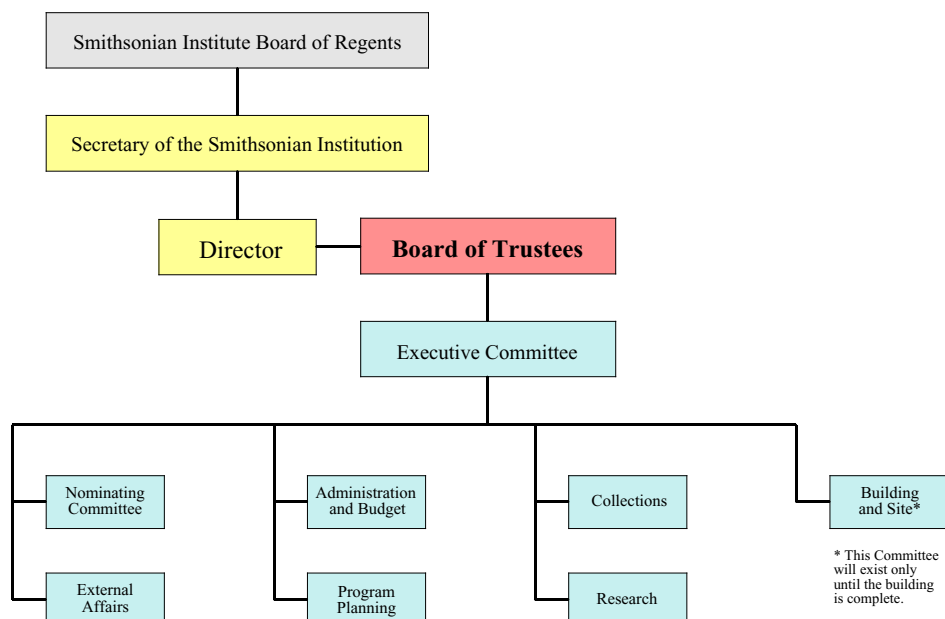 Smithsonian Institute Board of Regents
Secretary of the Smithsonian Institution
Director
Board of Trustees
Executive Committee
Nominating
Committee
Administration
and Budget
Collections
Building
and Site*
* This Committee
will exist only
until the building
is complete.
External
Affairs
Program
Planning
Research